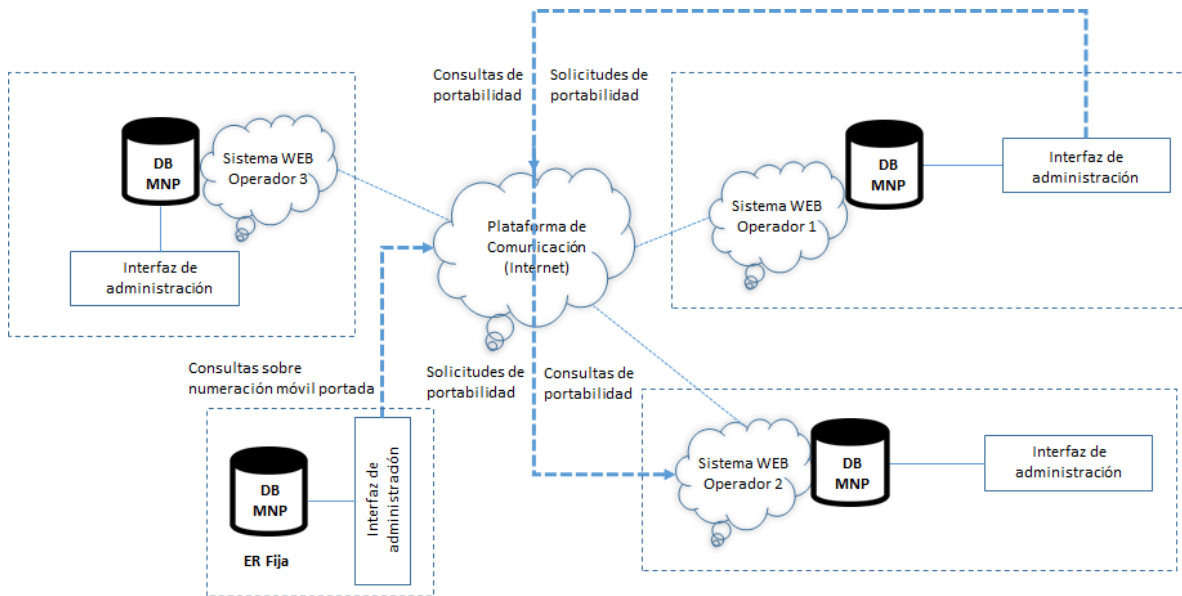 Consultas de
portabilidad
Solicitudes de
portabilidad
DB
MNP
Sistema WEB
Operador 3
Interfaz de
administración
Plataforma de
Comunicación
(Internet)
Sistema WEB
Operador 1
DB
MNP
Interfaz de
administración
Consultas sobre
numeración móvil portada
Solicitudes de
portabilidad
Consultas de
portabilidad
DB
MNP
ER Fija
Interfaz de
administración
Sistema WEB
Operador 2
DB
MNP
Interfaz de
administración